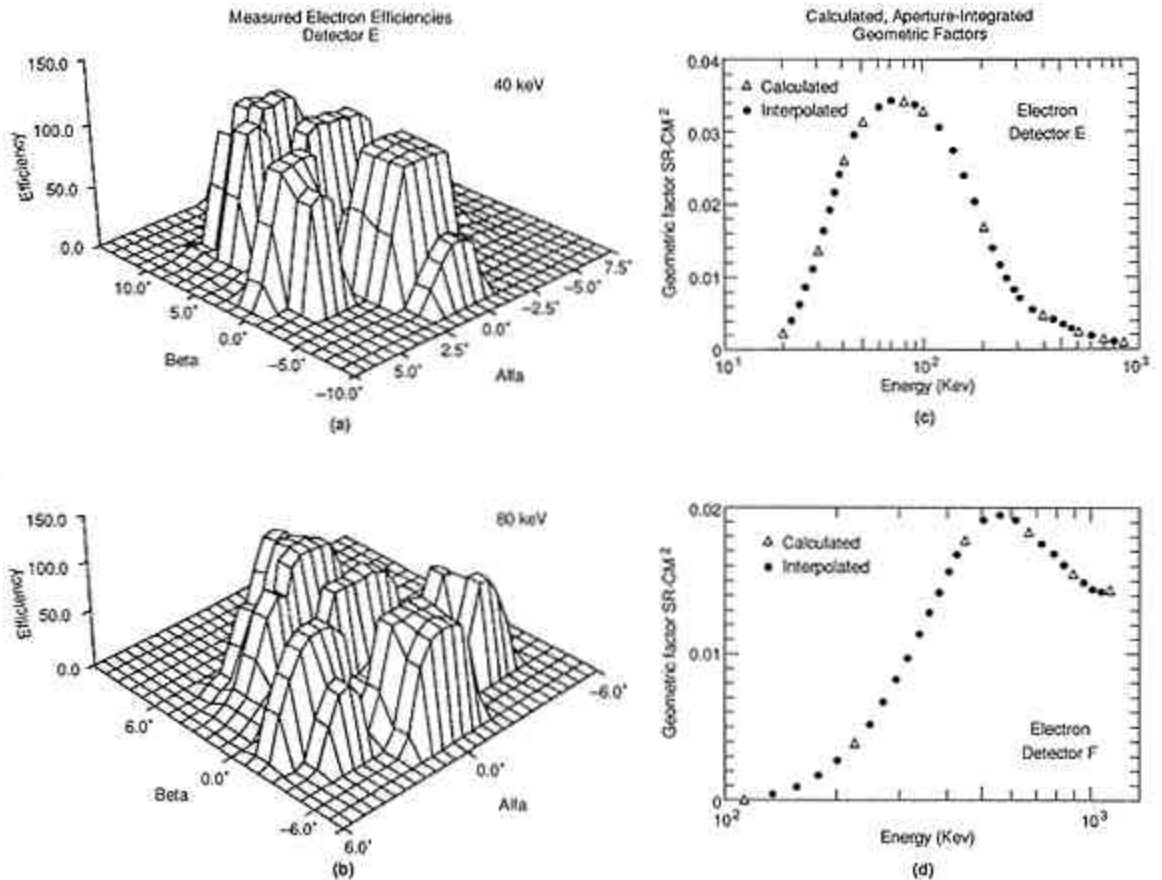 Measured Electron Efficiencies
Detector E
150.0
100.0
50.0
0.0
Efficiency
40 keV
10.0°
5.0°
0.0°
-5.0°
-10.0°
Beta
5.0°
2.5°
0.0°
-2.5°
-5.0°
7.5°
Alfa
(a)
Calculated, Aperture-Integrated
Geometric Factors
0.04
0.03
0.02
0.01
0
Geometric factor SR·CM²
△ Calculated
● Interpolated
Electron
Detector E
10¹
10²
10³
Energy (Kev)
(c)
150.0
100.0
50.0
0.0
Efficiency
80 keV
6.0°
0.0°
-6.0°
Beta
6.0°
0.0°
-6.0°
Alfa
(b)
0.02
0.01
0
Geometric factor SR·CM²
△ Calculated
● Interpolated
Electron
Detector F
10²
10³
Energy (Kev)
(d)